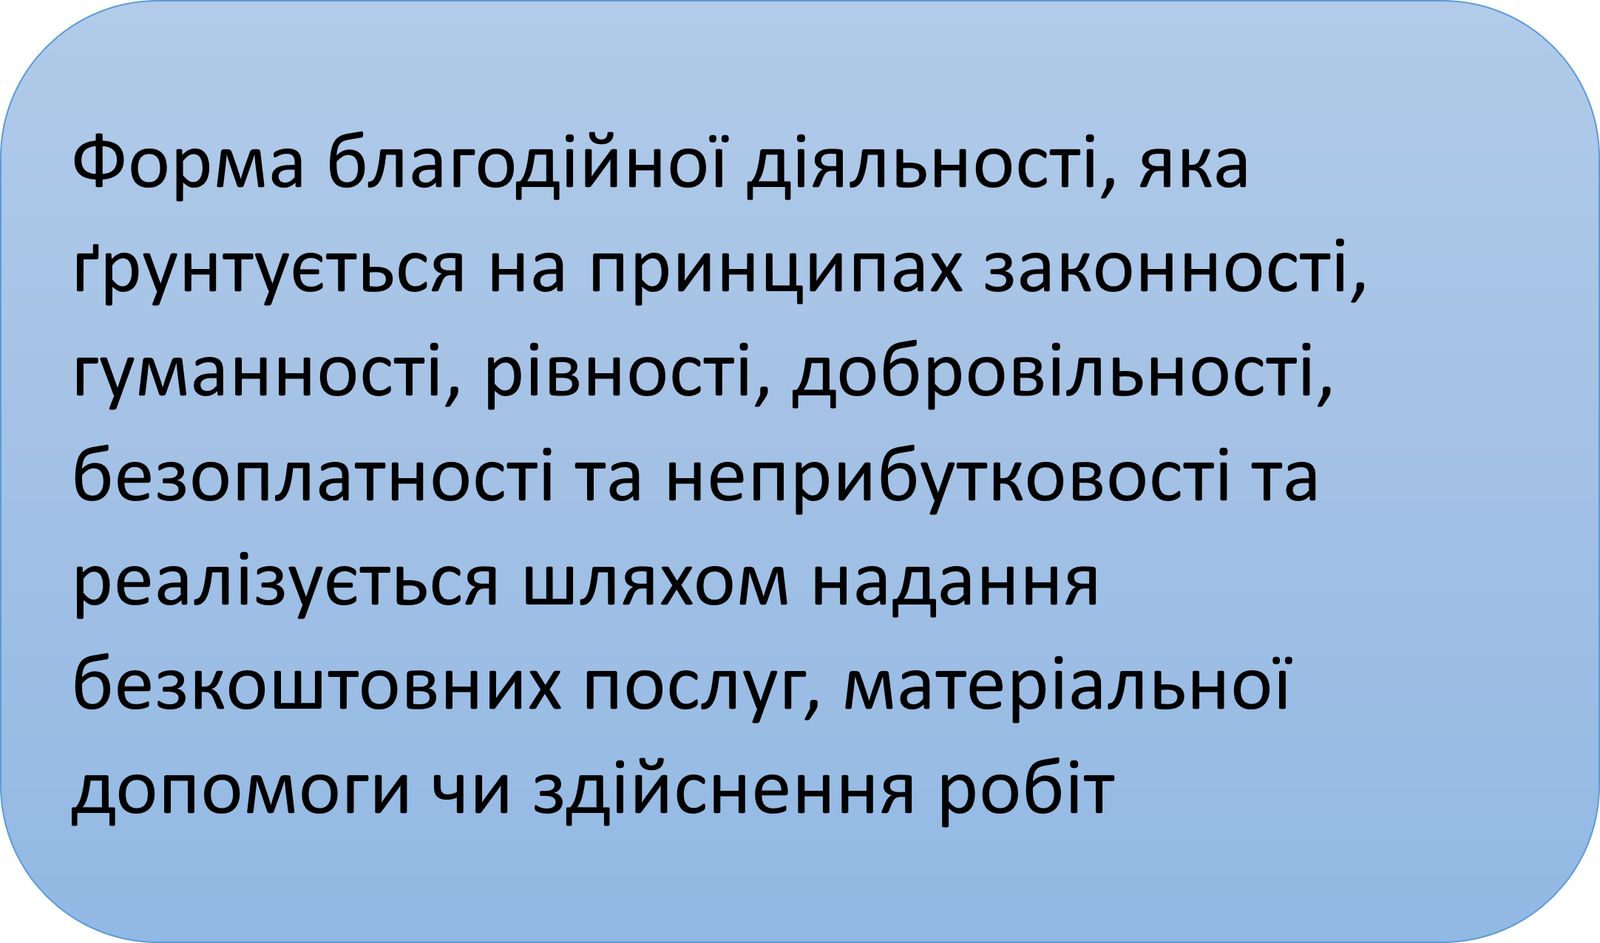 Форма благодійної діяльності, яка
ґрунтується на принципах законності,
гуманності, рівності, добровільності,
безоплатності та неприбутковості та
реалізується шляхом надання
безкоштовних послуг, матеріальної
допомоги чи здійснення робіт